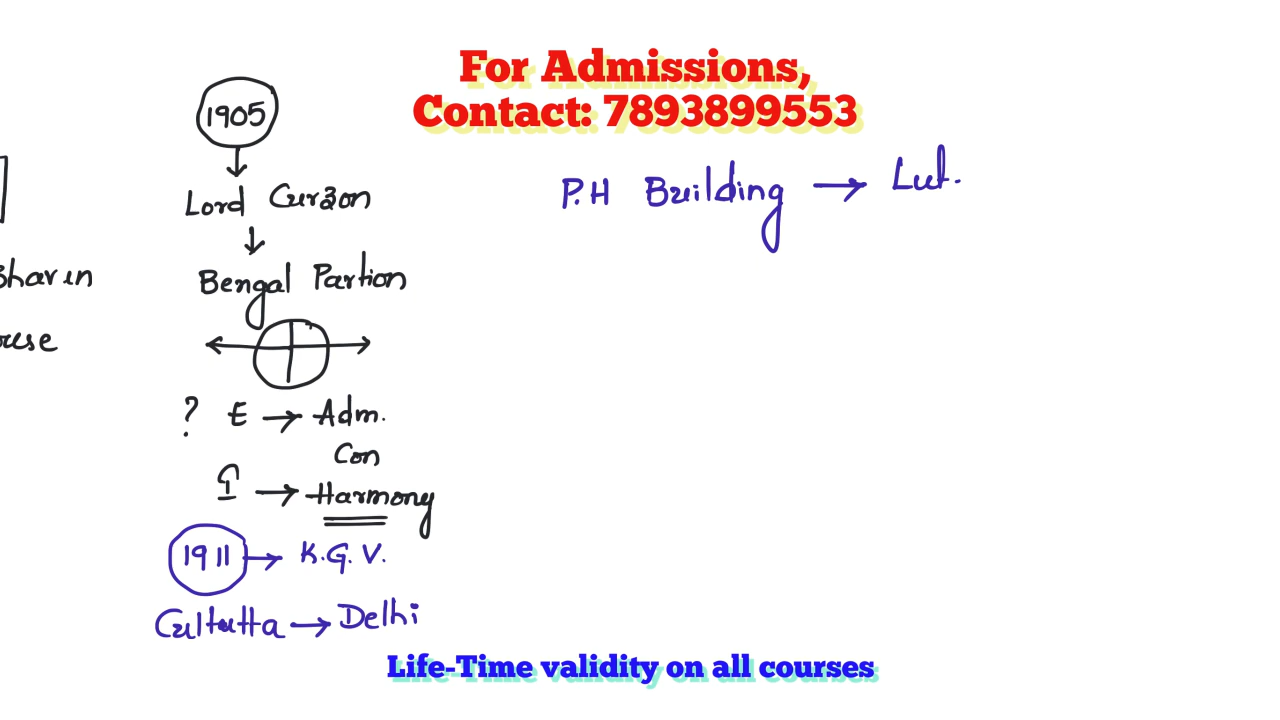 For Admissions,
Contact: 7893899553
1905
Lord Curzon
Bengal Partion
? E → Adm.
Con
I → Harmony
1911 → K.G.V.
Cultutta → Delhi
P.H Building → Lut.
Life-Time validity on all courses